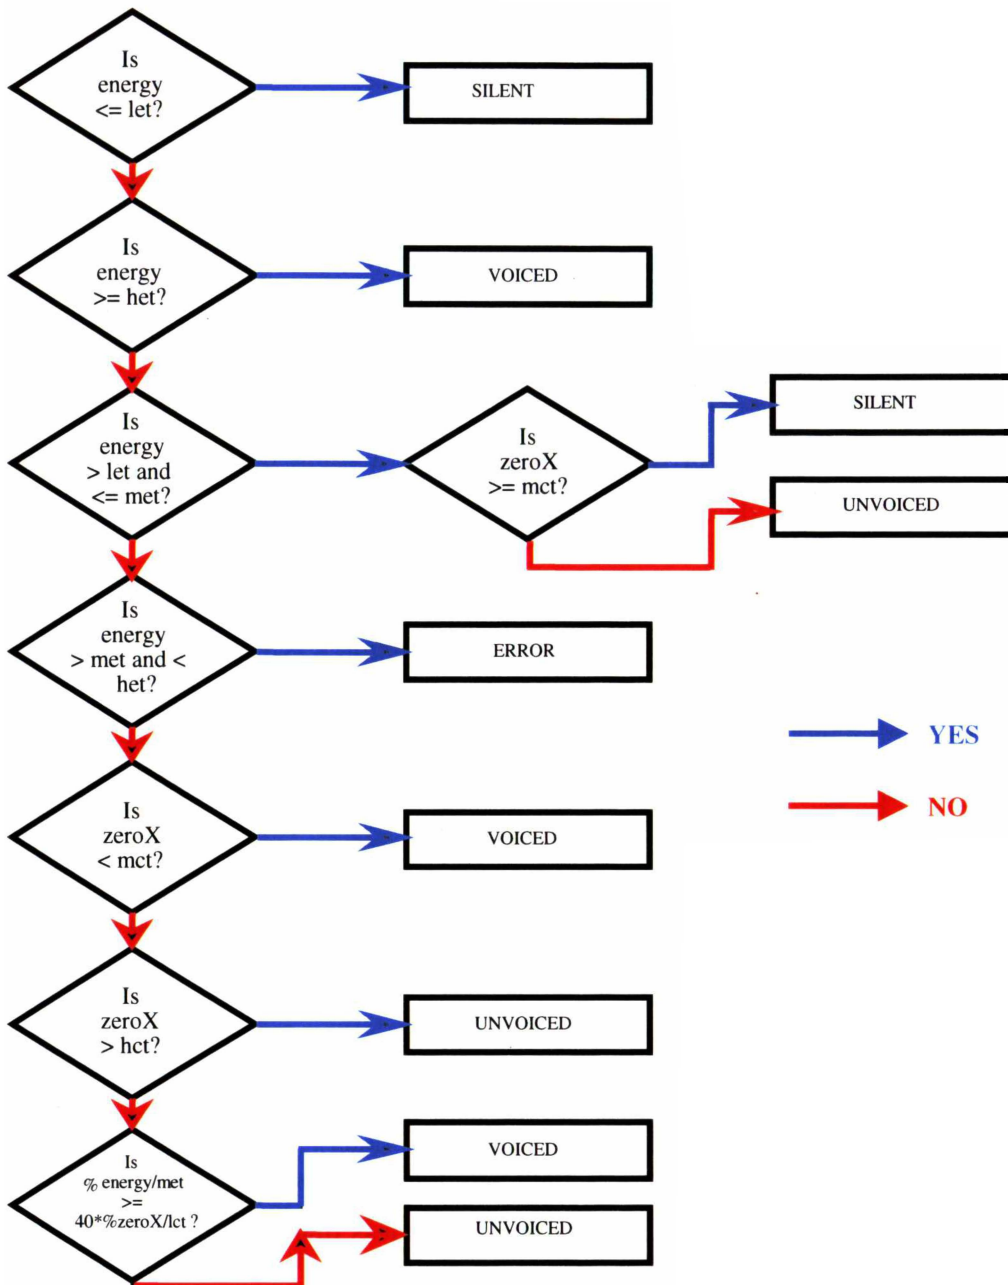 Is
energy
<= let?
SILENT
Is
energy
>= het?
VOICED
Is
energy
> let and
<= met?
Is
zeroX
>= mct?
SILENT
UNVOICED
Is
energy
> met and <
het?
ERROR
YES
NO
Is
zeroX
< mct?
VOICED
Is
zeroX
> hct?
UNVOICED
Is
% energy/met
>=
40*%zeroX/lct ?
VOICED
UNVOICED